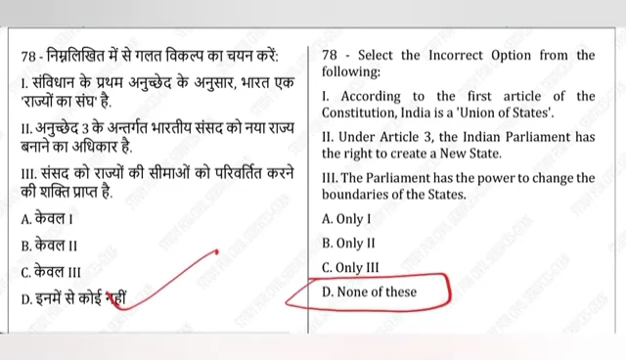 78 - निम्नलिखित में से गलत विकल्प का चयन करें:
I. संविधान के प्रथम अनुच्छेद के अनुसार, भारत एक
'राज्यों का संघ' है.
II. अनुच्छेद 3 के अन्तर्गत भारतीय संसद को नया राज्य
बनाने का अधिकार है.
III. संसद को राज्यों की सीमाओं को परिवर्तित करने
की शक्ति प्राप्त है.
A. केवल I
B. केवल II
C. केवल III
D. इनमें से कोई नहीं
78 - Select the Incorrect Option from the
following:
I. According to the first article of the
Constitution, India is a 'Union of States'.
II. Under Article 3, the Indian Parliament has
the right to create a New State.
III. The Parliament has the power to change the
boundaries of the States.
A. Only I
B. Only II
C. Only III
D. None of these